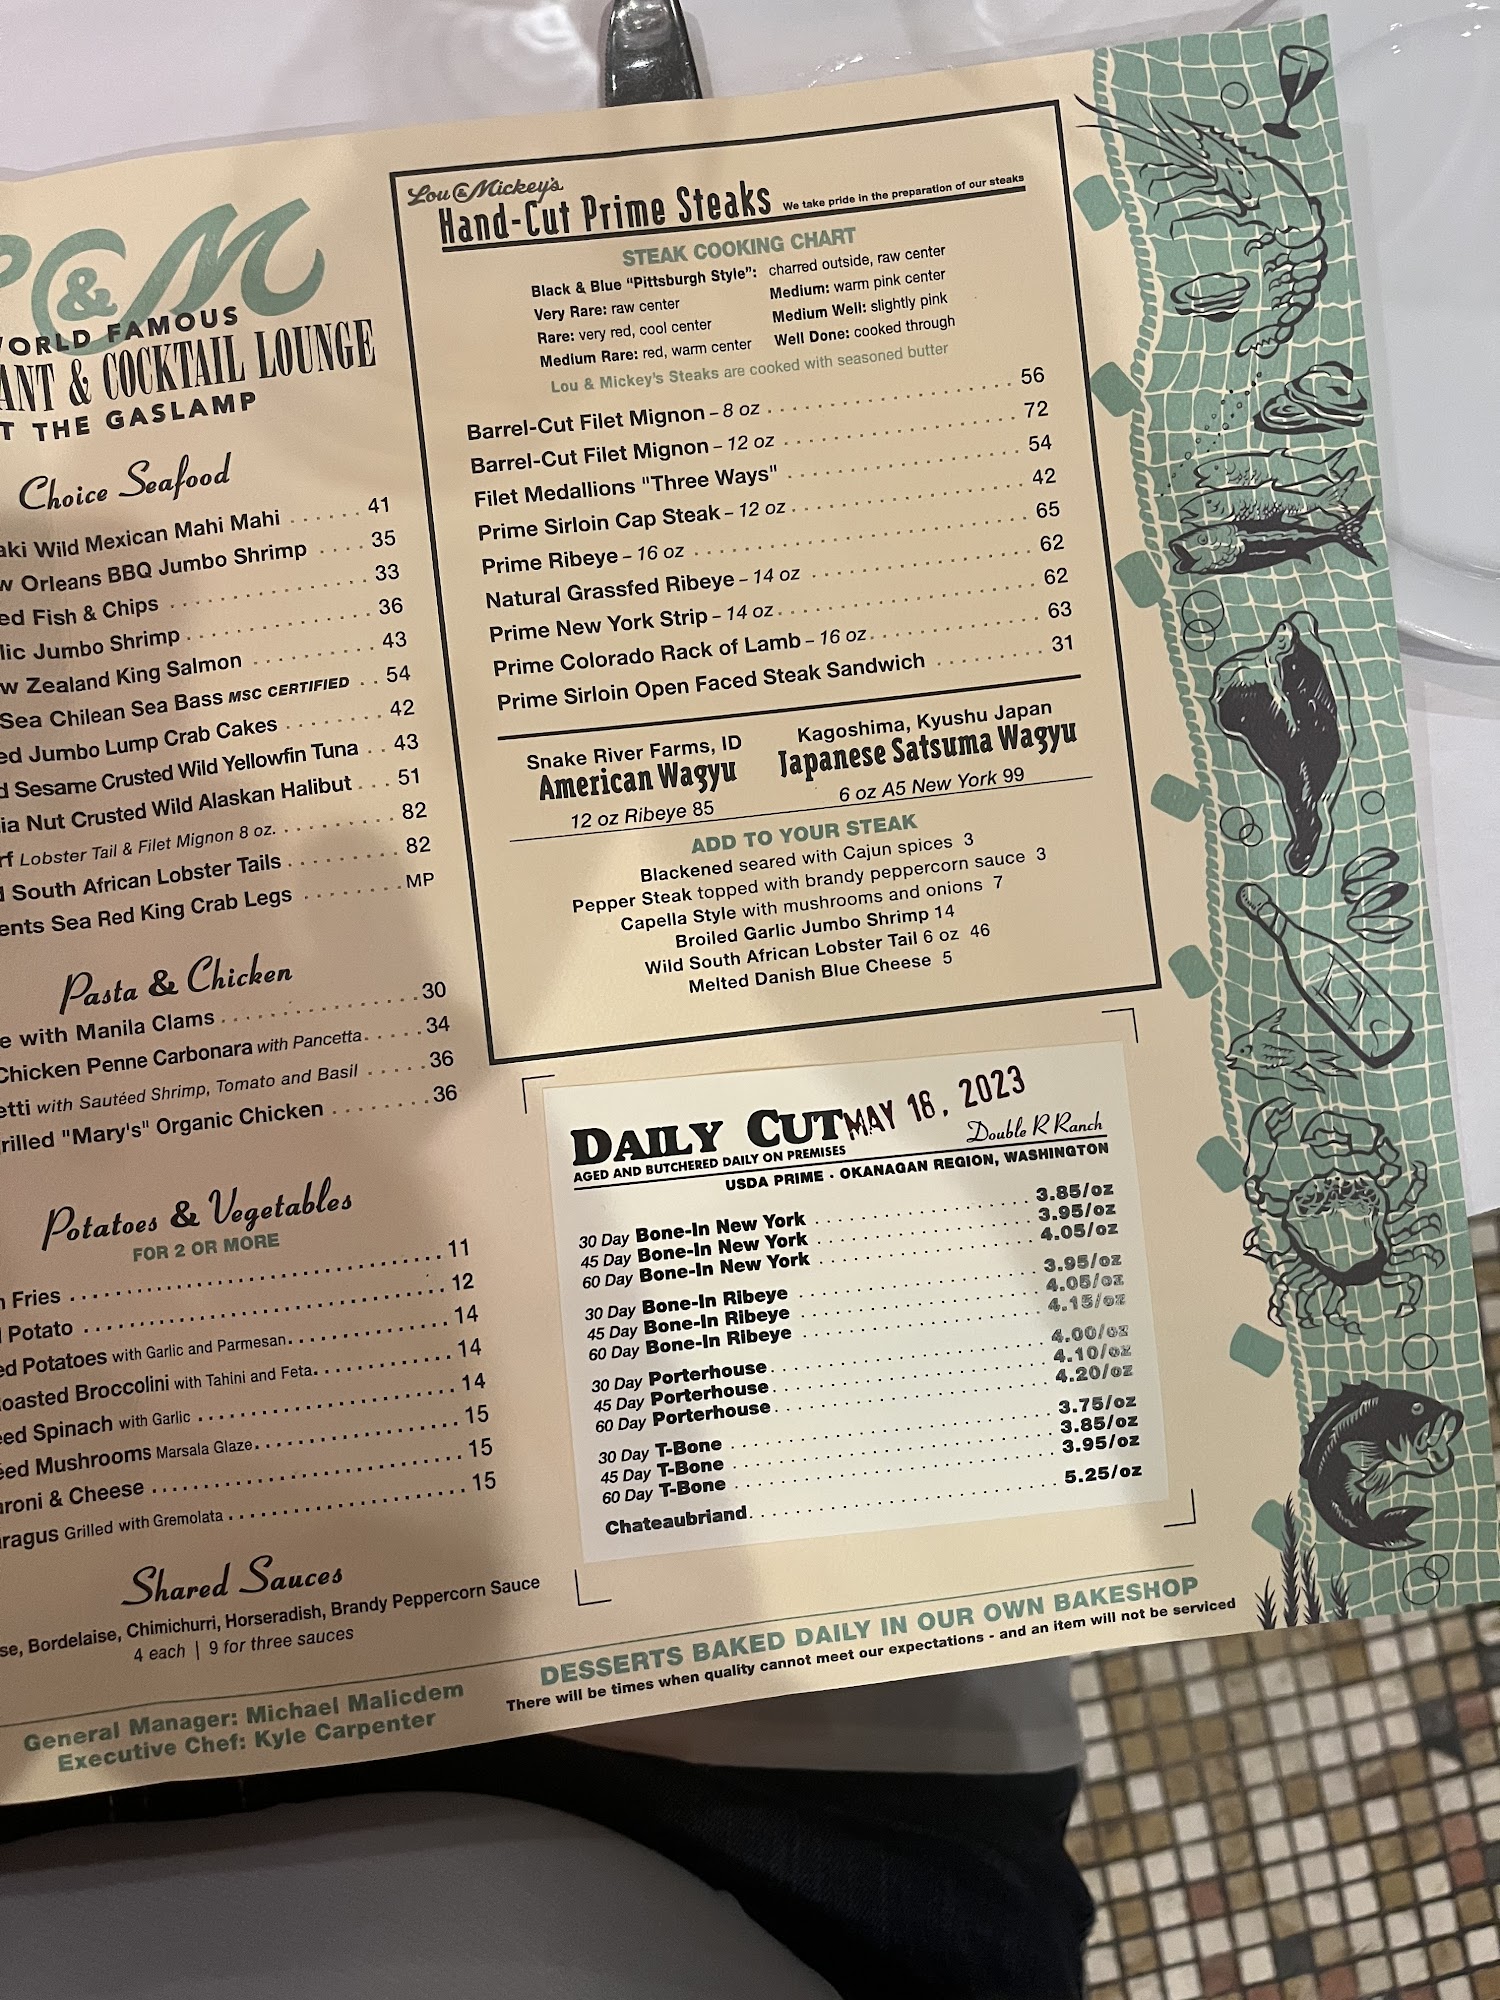 & M
WORLD FAMOUS
& COCKTAIL LOUNGE
THE GASLAMP
Choice Seafood
Wild Mexican Mahi Mahi . . . . . . 41
Orleans BBQ Jumbo Shrimp . . . . 35
Fish & Chips . . . . . . . . . . . . . . . . 33
Jumbo Shrimp . . . . . . . . . . . . . . . 36
Zealand King Salmon . . . . . . . . . . 43
Sea Chilean Sea Bass MSC CERTIFIED . . 54
Jumbo Lump Crab Cakes . . . . . . . . 42
Sesame Crusted Wild Yellowfin Tuna . . 43
Nut Crusted Wild Alaskan Halibut . . . 51
Lobster Tail & Filet Mignon 8 oz. . . . . . . . . . 82
South African Lobster Tails . . . . . . . . . 82
Sea Red King Crab Legs . . . . . . . . MP
Pasta & Chicken
with Manila Clams . . . . . . . . . . . . . . . 30
Chicken Penne Carbonara with Pancetta. . . . . 34
with Sautéed Shrimp, Tomato and Basil . . . . . 36
"Mary's" Organic Chicken . . . . . . . . 36
Potatoes & Vegetables
FOR 2 OR MORE
Fries . . . . . . . . . . . . . . . . . . . . . . . . . . . . . . 11
Potato . . . . . . . . . . . . . . . . . . . . . . . . . . . . . 12
Potatoes with Garlic and Parmesan. . . . . . . . . . . . . . 14
Broccolini with Tahini and Feta. . . . . . . . . . . . 14
Spinach with Garlic . . . . . . . . . . . . . . . . . . . . . . 14
Mushrooms Marsala Glaze. . . . . . . . . . . . . . . . . 15
& Cheese . . . . . . . . . . . . . . . . . . . . . . . . . . 15
Grilled with Gremolata . . . . . . . . . . . . . . . . . . . 15
Shared Sauces
Bordelaise, Chimichurri, Horseradish, Brandy Peppercorn Sauce
4 each | 9 for three sauces
General Manager: Michael Malicdem
Executive Chef: Kyle Carpenter
Lou & Mickey's
Hand-Cut Prime Steaks We take pride in the preparation of our steaks
STEAK COOKING CHART
Black & Blue "Pittsburgh Style": charred outside, raw center
Very Rare: raw center Medium: warm pink center
Rare: very red, cool center Medium Well: slightly pink
Medium Rare: red, warm center Well Done: cooked through
Lou & Mickey's Steaks are cooked with seasoned butter
Barrel-Cut Filet Mignon – 8 oz . . . . . . . . . . . . . . . . . . . . . 56
Barrel-Cut Filet Mignon – 12 oz . . . . . . . . . . . . . . . . . . . . 72
Filet Medallions "Three Ways" . . . . . . . . . . . . . . . . . . . . 54
Prime Sirloin Cap Steak – 12 oz . . . . . . . . . . . . . . . . . . . . 42
Prime Ribeye – 16 oz . . . . . . . . . . . . . . . . . . . . . . . . . . . . 65
Natural Grassfed Ribeye – 14 oz . . . . . . . . . . . . . . . . . . . 62
Prime New York Strip – 14 oz . . . . . . . . . . . . . . . . . . . . . . 62
Prime Colorado Rack of Lamb – 16 oz. . . . . . . . . . . . . . . . 63
Prime Sirloin Open Faced Steak Sandwich . . . . . . . . . 31
Snake River Farms, ID
American Wagyu
12 oz Ribeye 85
Kagoshima, Kyushu Japan
Japanese Satsuma Wagyu
6 oz A5 New York 99
ADD TO YOUR STEAK
Blackened seared with Cajun spices 3
Pepper Steak topped with brandy peppercorn sauce 3
Capella Style with mushrooms and onions 7
Broiled Garlic Jumbo Shrimp 14
Wild South African Lobster Tail 6 oz 46
Melted Danish Blue Cheese 5
DAILY CUT MAY 18, 2023
AGED AND BUTCHERED DAILY ON PREMISES Double R Ranch
USDA PRIME · OKANAGAN REGION, WASHINGTON
30 Day Bone-In New York . . . . . . . . . . . . . . . . . . . . 3.85/oz
45 Day Bone-In New York . . . . . . . . . . . . . . . . . . . . 3.95/oz
60 Day Bone-In New York . . . . . . . . . . . . . . . . . . . . 4.05/oz
30 Day Bone-In Ribeye . . . . . . . . . . . . . . . . . . . . . . 3.95/oz
45 Day Bone-In Ribeye . . . . . . . . . . . . . . . . . . . . . . 4.05/oz
60 Day Bone-In Ribeye . . . . . . . . . . . . . . . . . . . . . . 4.15/oz
30 Day Porterhouse. . . . . . . . . . . . . . . . . . . . . . . . . 4.00/oz
45 Day Porterhouse. . . . . . . . . . . . . . . . . . . . . . . . . 4.10/oz
60 Day Porterhouse. . . . . . . . . . . . . . . . . . . . . . . . . 4.20/oz
30 Day T-Bone . . . . . . . . . . . . . . . . . . . . . . . . . . . . . 3.75/oz
45 Day T-Bone . . . . . . . . . . . . . . . . . . . . . . . . . . . . . 3.85/oz
60 Day T-Bone . . . . . . . . . . . . . . . . . . . . . . . . . . . . . 3.95/oz
Chateaubriand. . . . . . . . . . . . . . . . . . . . . . . . . . . . . 5.25/oz
DESSERTS BAKED DAILY IN OUR OWN BAKESHOP
There will be times when quality cannot meet our expectations - and an item will not be serviced